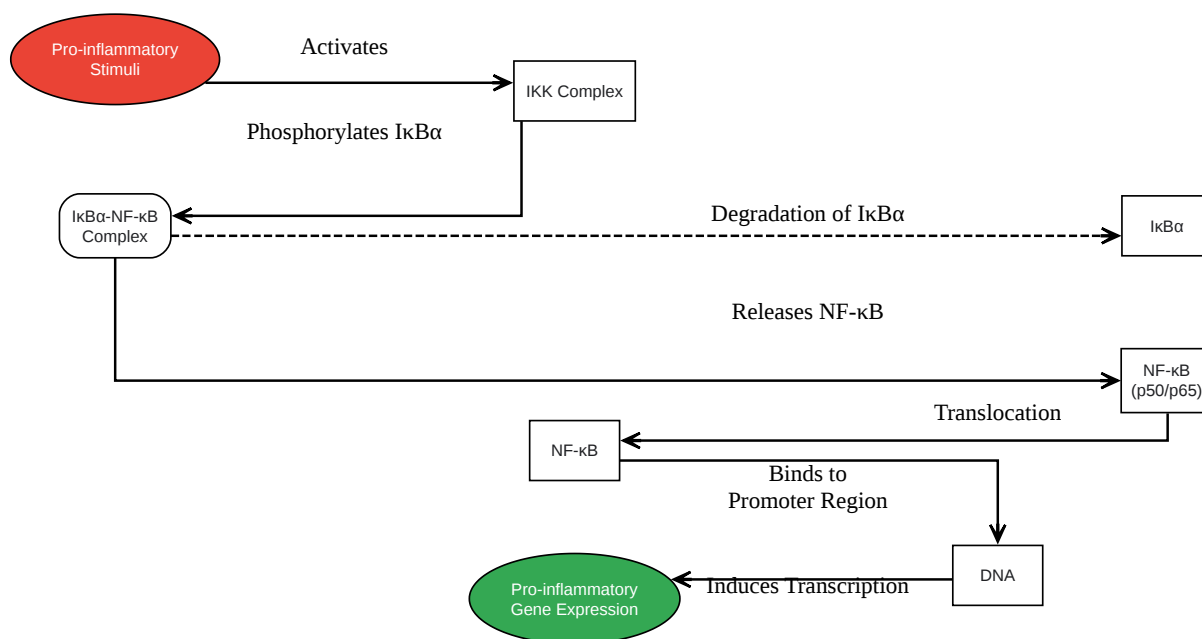 Pro-inflammatory
Stimuli
Activates
IKK Complex
Phosphorylates IκBα
IκBα-NF-κB
Complex
Degradation of IκBα
IκBα
Releases NF-κB
NF-κB
(p50/p65)
Translocation
NF-κB
Binds to
Promoter Region
DNA
Induces Transcription
Pro-inflammatory
Gene Expression